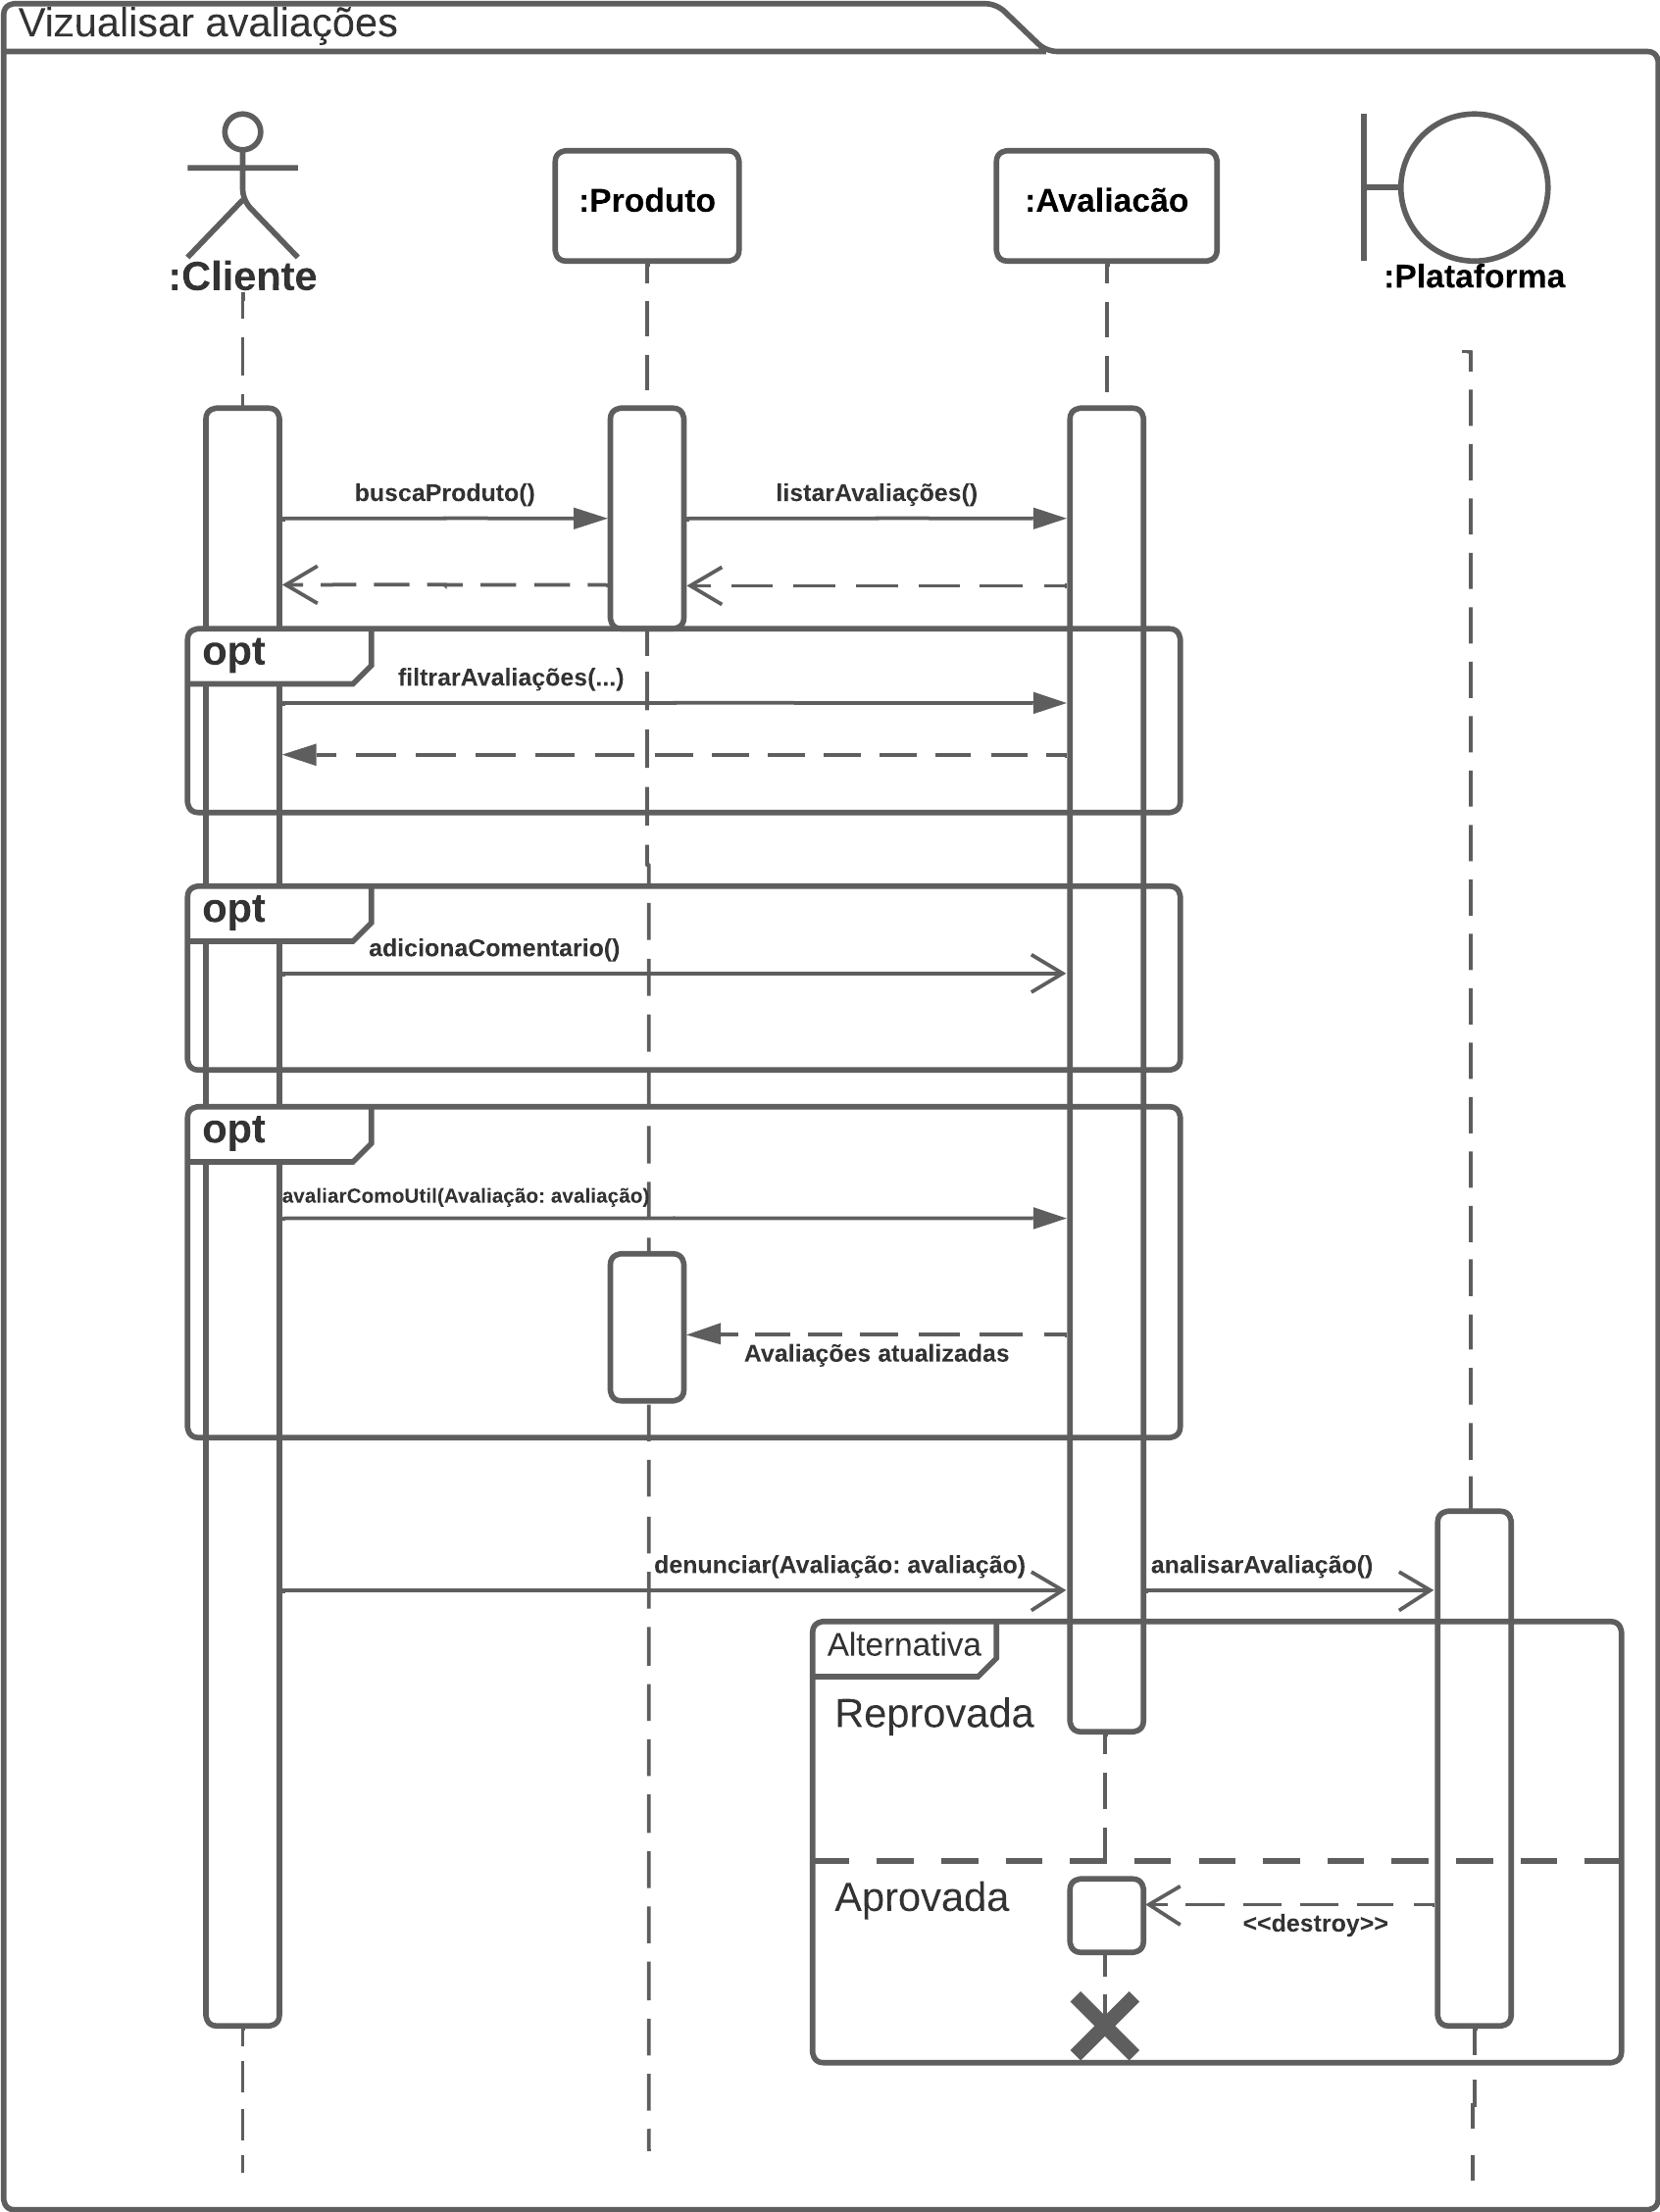 Vizualisar avaliações
:Cliente
:Produto
:Avaliacão
:Plataforma
buscaProduto()
listarAvaliações()
opt
filtrarAvaliações(...)
opt
adicionaComentario()
opt
avaliarComoUtil(Avaliação: avaliação)
Avaliações atualizadas
denunciar(Avaliação: avaliação)
analisarAvaliação()
Alternativa
Reprovada
Aprovada
<<destroy>>